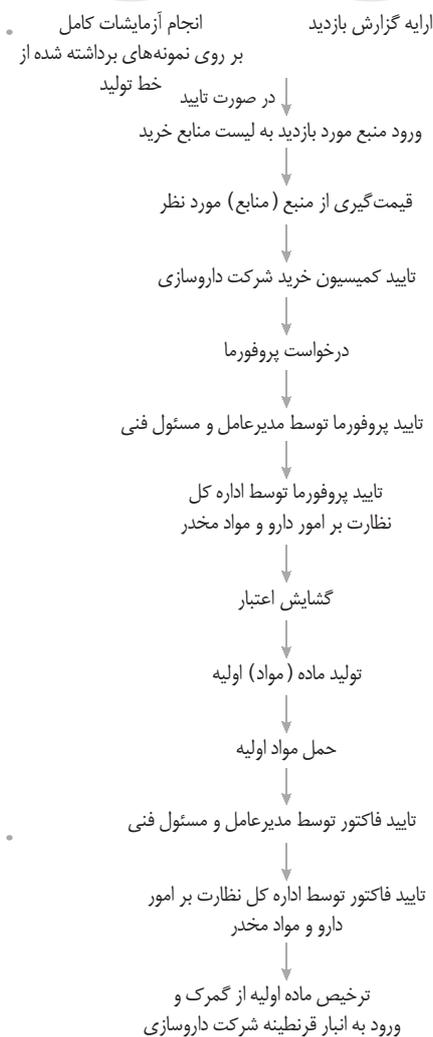 ارایه گزارش بازدید
انجام آزمایشات کامل
بر روی نمونه‌های برداشته شده از
خط تولید
در صورت تایید
ورود منبع مورد بازدید به لیست منابع خرید
قیمت‌گیری از منبع (منابع) مورد نظر
تایید کمیسیون خرید شرکت داروسازی
درخواست پروفورما
تایید پروفورما توسط مدیرعامل و مسئول فنی
تایید پروفورما توسط اداره کل
نظارت بر امور دارو و مواد مخدر
گشایش اعتبار
تولید ماده (مواد) اولیه
حمل مواد اولیه
تایید فاکتور توسط مدیرعامل و مسئول فنی
تایید فاکتور توسط اداره کل نظارت بر امور
دارو و مواد مخدر
ترخیص ماده اولیه از گمرک و
ورود به انبار قرنطینه شرکت داروسازی